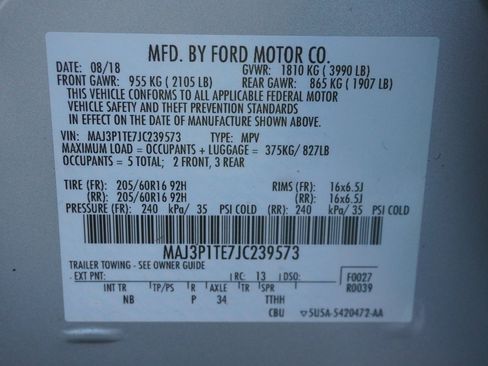 MFD. BY FORD MOTOR CO.
DATE: 08/18 GVWR: 1810 KG ( 3990 LB)
FRONT GAWR: 955 KG ( 2105 LB) REAR GAWR: 865 KG ( 1907 LB)
THIS VEHICLE CONFORMS TO ALL APPLICABLE FEDERAL MOTOR
VEHICLE SAFETY AND THEFT PREVENTION STANDARDS
IN EFFECT ON THE DATE OF MANUFACTURE SHOWN ABOVE.
VIN: MAJ3P1TE7JC239573 TYPE: MPV
MAXIMUM LOAD = OCCUPANTS + LUGGAGE = 375KG/ 827LB
OCCUPANTS = 5 TOTAL; 2 FRONT, 3 REAR
TIRE (FR): 205/60R16 92H RIMS (FR): 16x6.5J
(RR): 205/60R16 92H (RR): 16x6.5J
PRESSURE (FR): 240 kPa/ 35 PSI COLD (RR): 240 kPa/ 35 PSI COLD
MAJ3P1TE7JC239573
TRAILER TOWING - SEE OWNER GUIDE
EXT PNT: RC: 13 DSO: F0027
INT TR TP/PS R AXLE TR SPR R0039
NB P 34 TTHH
CBU ▽5U5A-5420472-AA